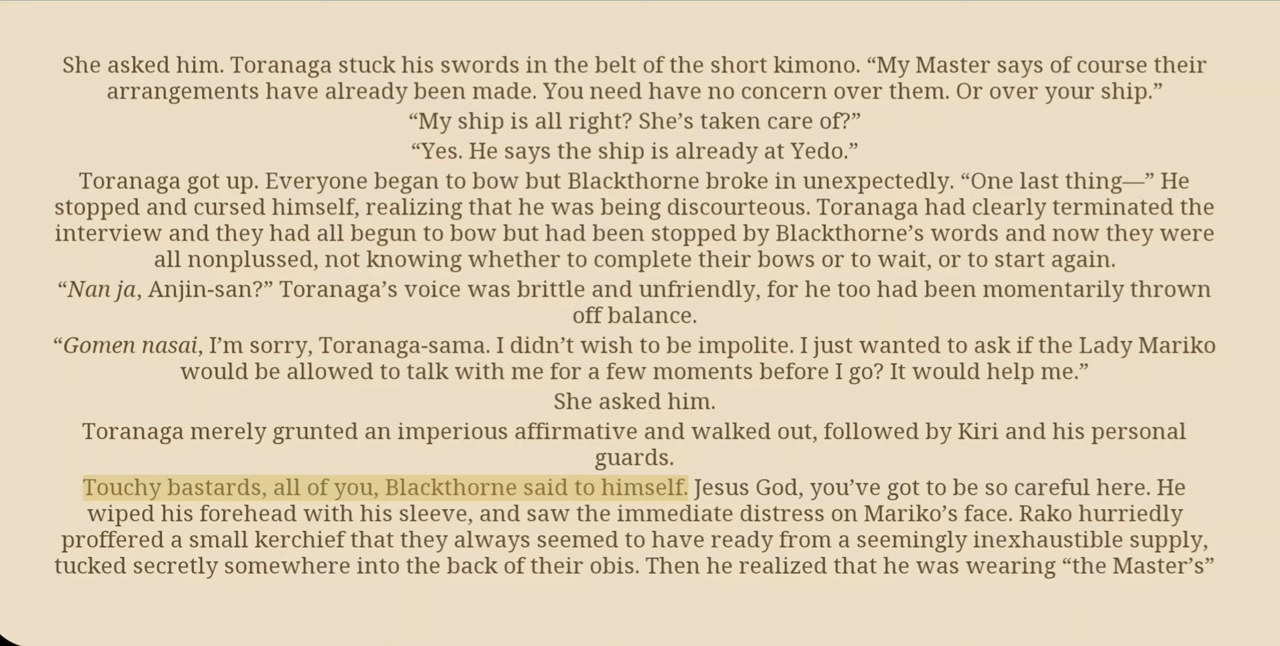 She asked him. Toranaga stuck his swords in the belt of the short kimono. “My Master says of course their
arrangements have already been made. You need have no concern over them. Or over your ship.”
“My ship is all right? She’s taken care of?”
“Yes. He says the ship is already at Yedo.”
Toranaga got up. Everyone began to bow but Blackthorne broke in unexpectedly. “One last thing—” He
stopped and cursed himself, realizing that he was being discourteous. Toranaga had clearly terminated the
interview and they had all begun to bow but had been stopped by Blackthorne’s words and now they were
all nonplussed, not knowing whether to complete their bows or to wait, or to start again.
“Nan ja, Anjin-san?” Toranaga’s voice was brittle and unfriendly, for he too had been momentarily thrown
off balance.
“Gomen nasai, I’m sorry, Toranaga-sama. I didn’t wish to be impolite. I just wanted to ask if the Lady Mariko
would be allowed to talk with me for a few moments before I go? It would help me.”
She asked him.
Toranaga merely grunted an imperious affirmative and walked out, followed by Kiri and his personal
guards.
Touchy bastards, all of you, Blackthorne said to himself. Jesus God, you’ve got to be so careful here. He
wiped his forehead with his sleeve, and saw the immediate distress on Mariko’s face. Rako hurriedly
proffered a small kerchief that they always seemed to have ready from a seemingly inexhaustible supply,
tucked secretly somewhere into the back of their obis. Then he realized that he was wearing “the Master’s”